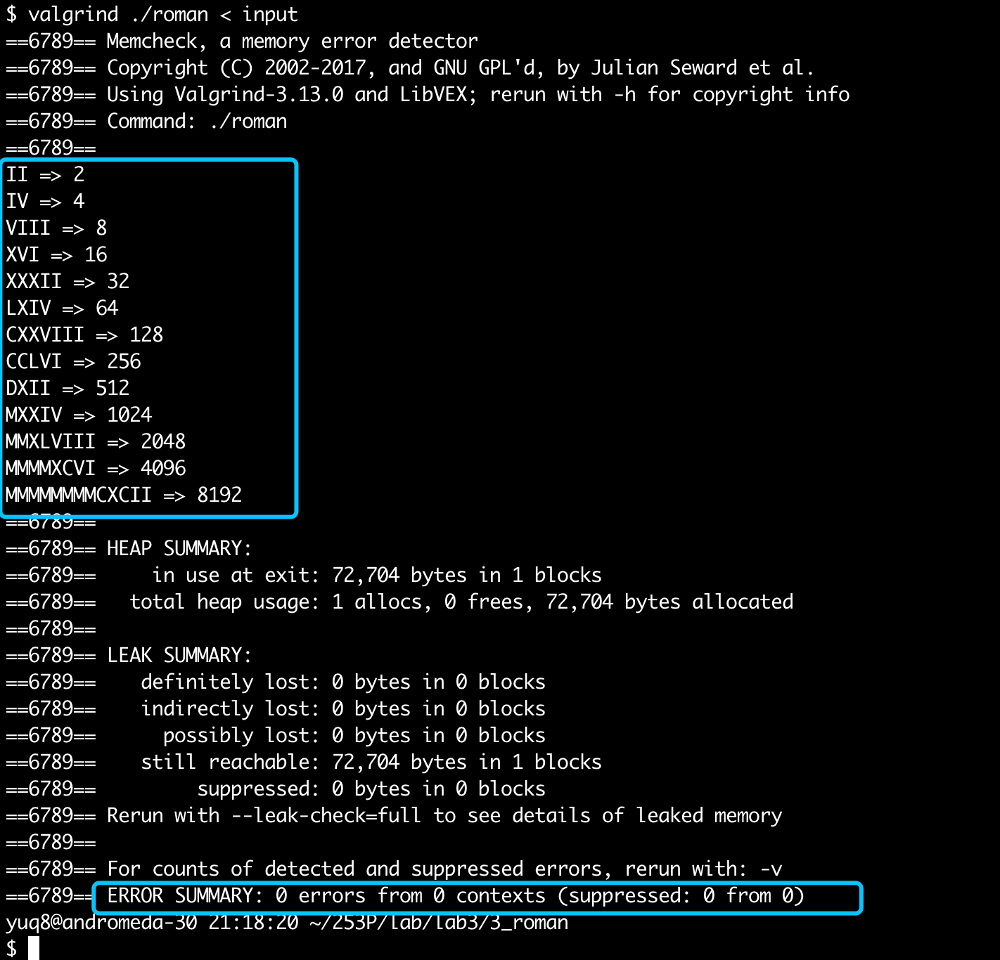 $ valgrind ./roman < input
==6789== Memcheck, a memory error detector
==6789== Copyright (C) 2002-2017, and GNU GPL'd, by Julian Seward et al.
==6789== Using Valgrind-3.13.0 and LibVEX; rerun with -h for copyright info
==6789== Command: ./roman
==6789==
II => 2
IV => 4
VIII => 8
XVI => 16
XXXII => 32
LXIV => 64
CXXVIII => 128
CCLVI => 256
DXII => 512
MXXIV => 1024
MMXLVIII => 2048
MMMMXCVI => 4096
MMMMMMMMCXCII => 8192
==6789==
==6789== HEAP SUMMARY:
==6789==     in use at exit: 72,704 bytes in 1 blocks
==6789==   total heap usage: 1 allocs, 0 frees, 72,704 bytes allocated
==6789==
==6789== LEAK SUMMARY:
==6789==    definitely lost: 0 bytes in 0 blocks
==6789==    indirectly lost: 0 bytes in 0 blocks
==6789==      possibly lost: 0 bytes in 0 blocks
==6789==    still reachable: 72,704 bytes in 1 blocks
==6789==         suppressed: 0 bytes in 0 blocks
==6789== Rerun with --leak-check=full to see details of leaked memory
==6789==
==6789== For counts of detected and suppressed errors, rerun with: -v
==6789== ERROR SUMMARY: 0 errors from 0 contexts (suppressed: 0 from 0)
yuq8@andromeda-30 21:18:20 ~/253P/lab/lab3/3_roman
$